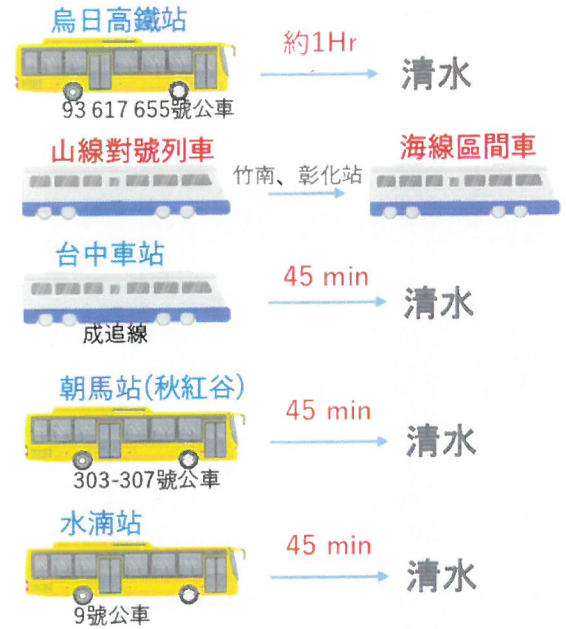 烏日高鐵站
約1Hr
清水
93 617 655號公車
山線對號列車
竹南、彰化站
海線區間車
台中車站
45 min
清水
成追線
朝馬站(秋紅谷)
45 min
清水
303-307號公車
水湳站
45 min
清水
9號公車